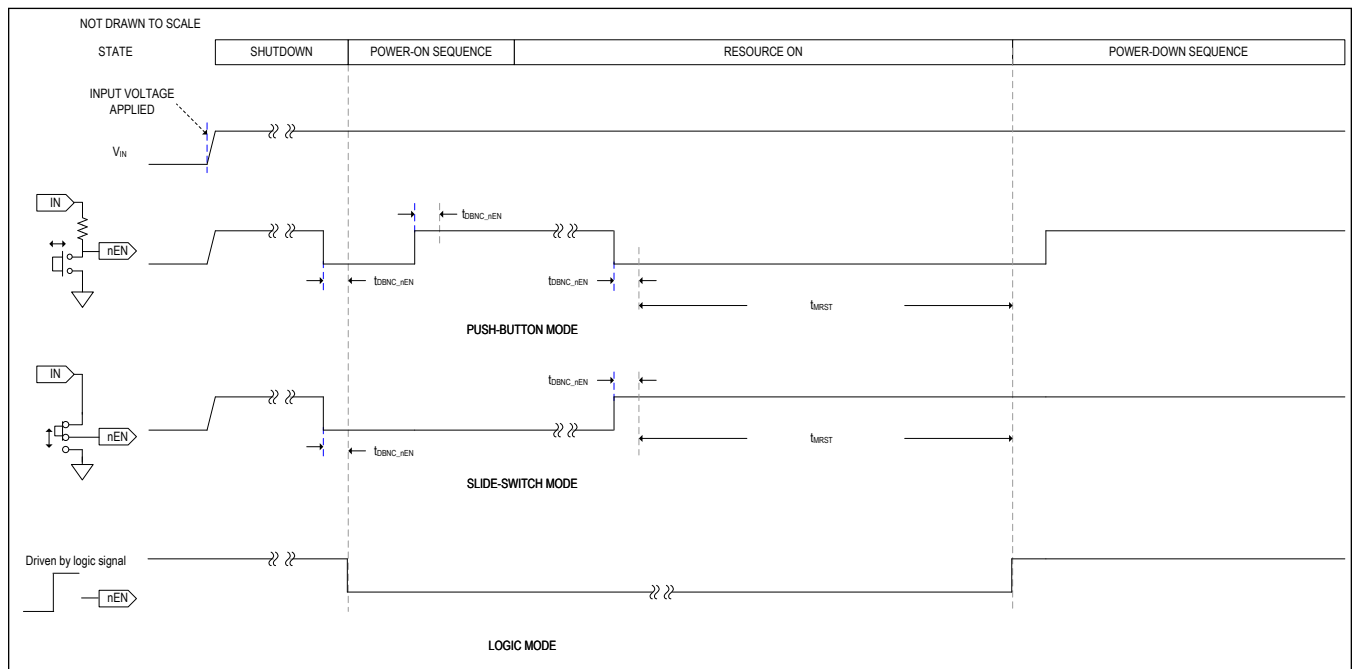 NOT DRAWN TO SCALE
STATE
SHUTDOWN
POWER-ON SEQUENCE
RESOURCE ON
POWER-DOWN SEQUENCE
INPUT VOLTAGE
APPLIED
VIN
IN
nEN
tDBNC_nEN
tDBNC_nEN
tDBNC_nEN
tMRST
PUSH-BUTTON MODE
IN
nEN
tDBNC_nEN
tDBNC_nEN
tMRST
SLIDE-SWITCH MODE
Driven by logic signal
nEN
LOGIC MODE